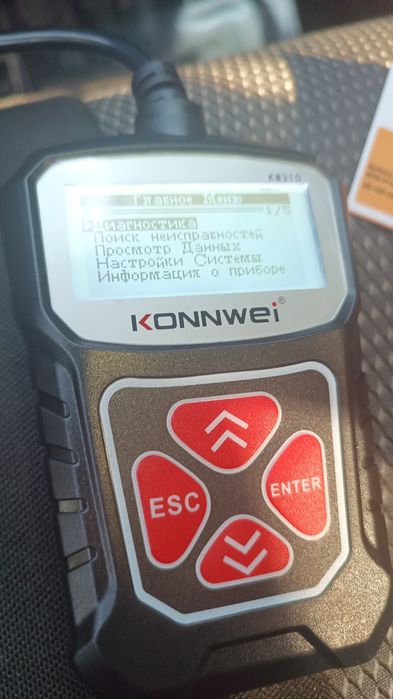 KW310
Главное Меню
1/5
Диагностика
Поиск неисправностей
Просмотр Данных
Настройки Системы
Информация о приборе
KONNWEI®
ESC
ENTER